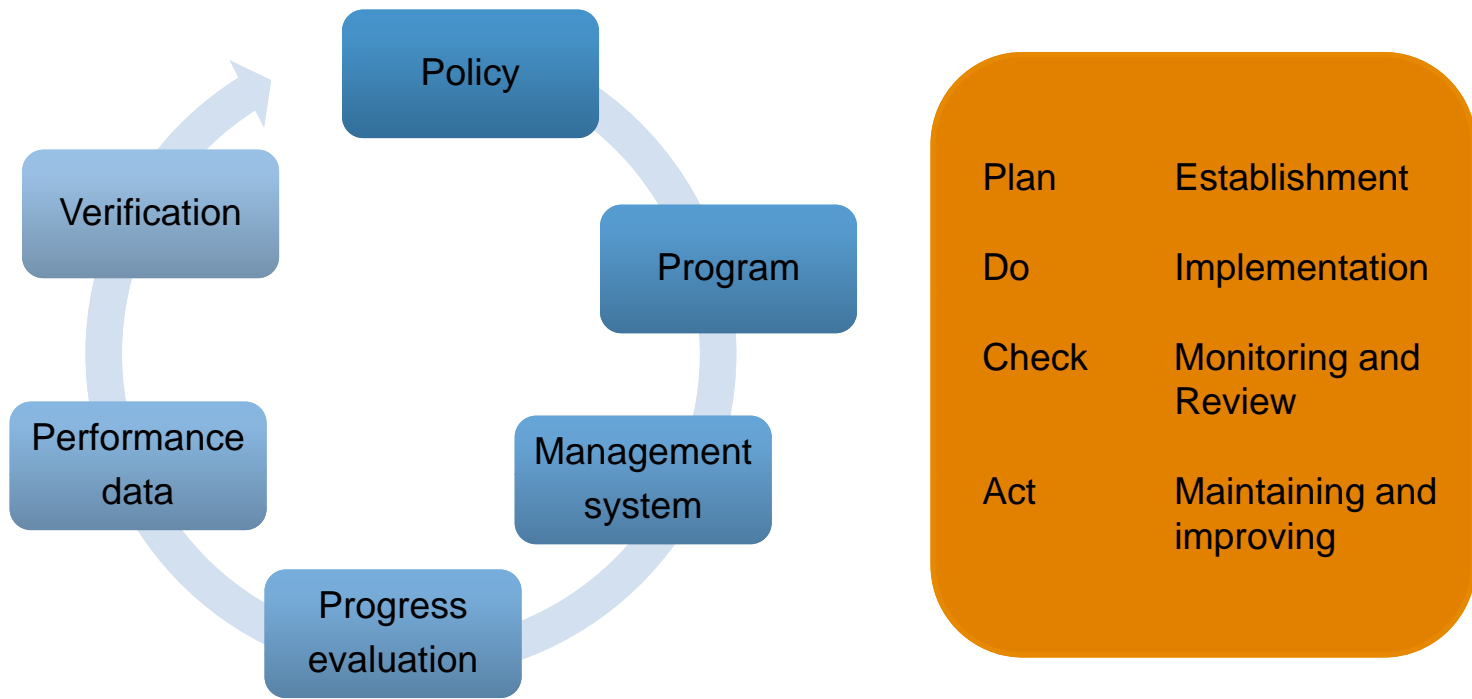 Policy
Program
Management
system
Progress
evaluation
Performance
data
Verification
Plan Establishment
Do Implementation
Check Monitoring and
Review
Act Maintaining and
improving